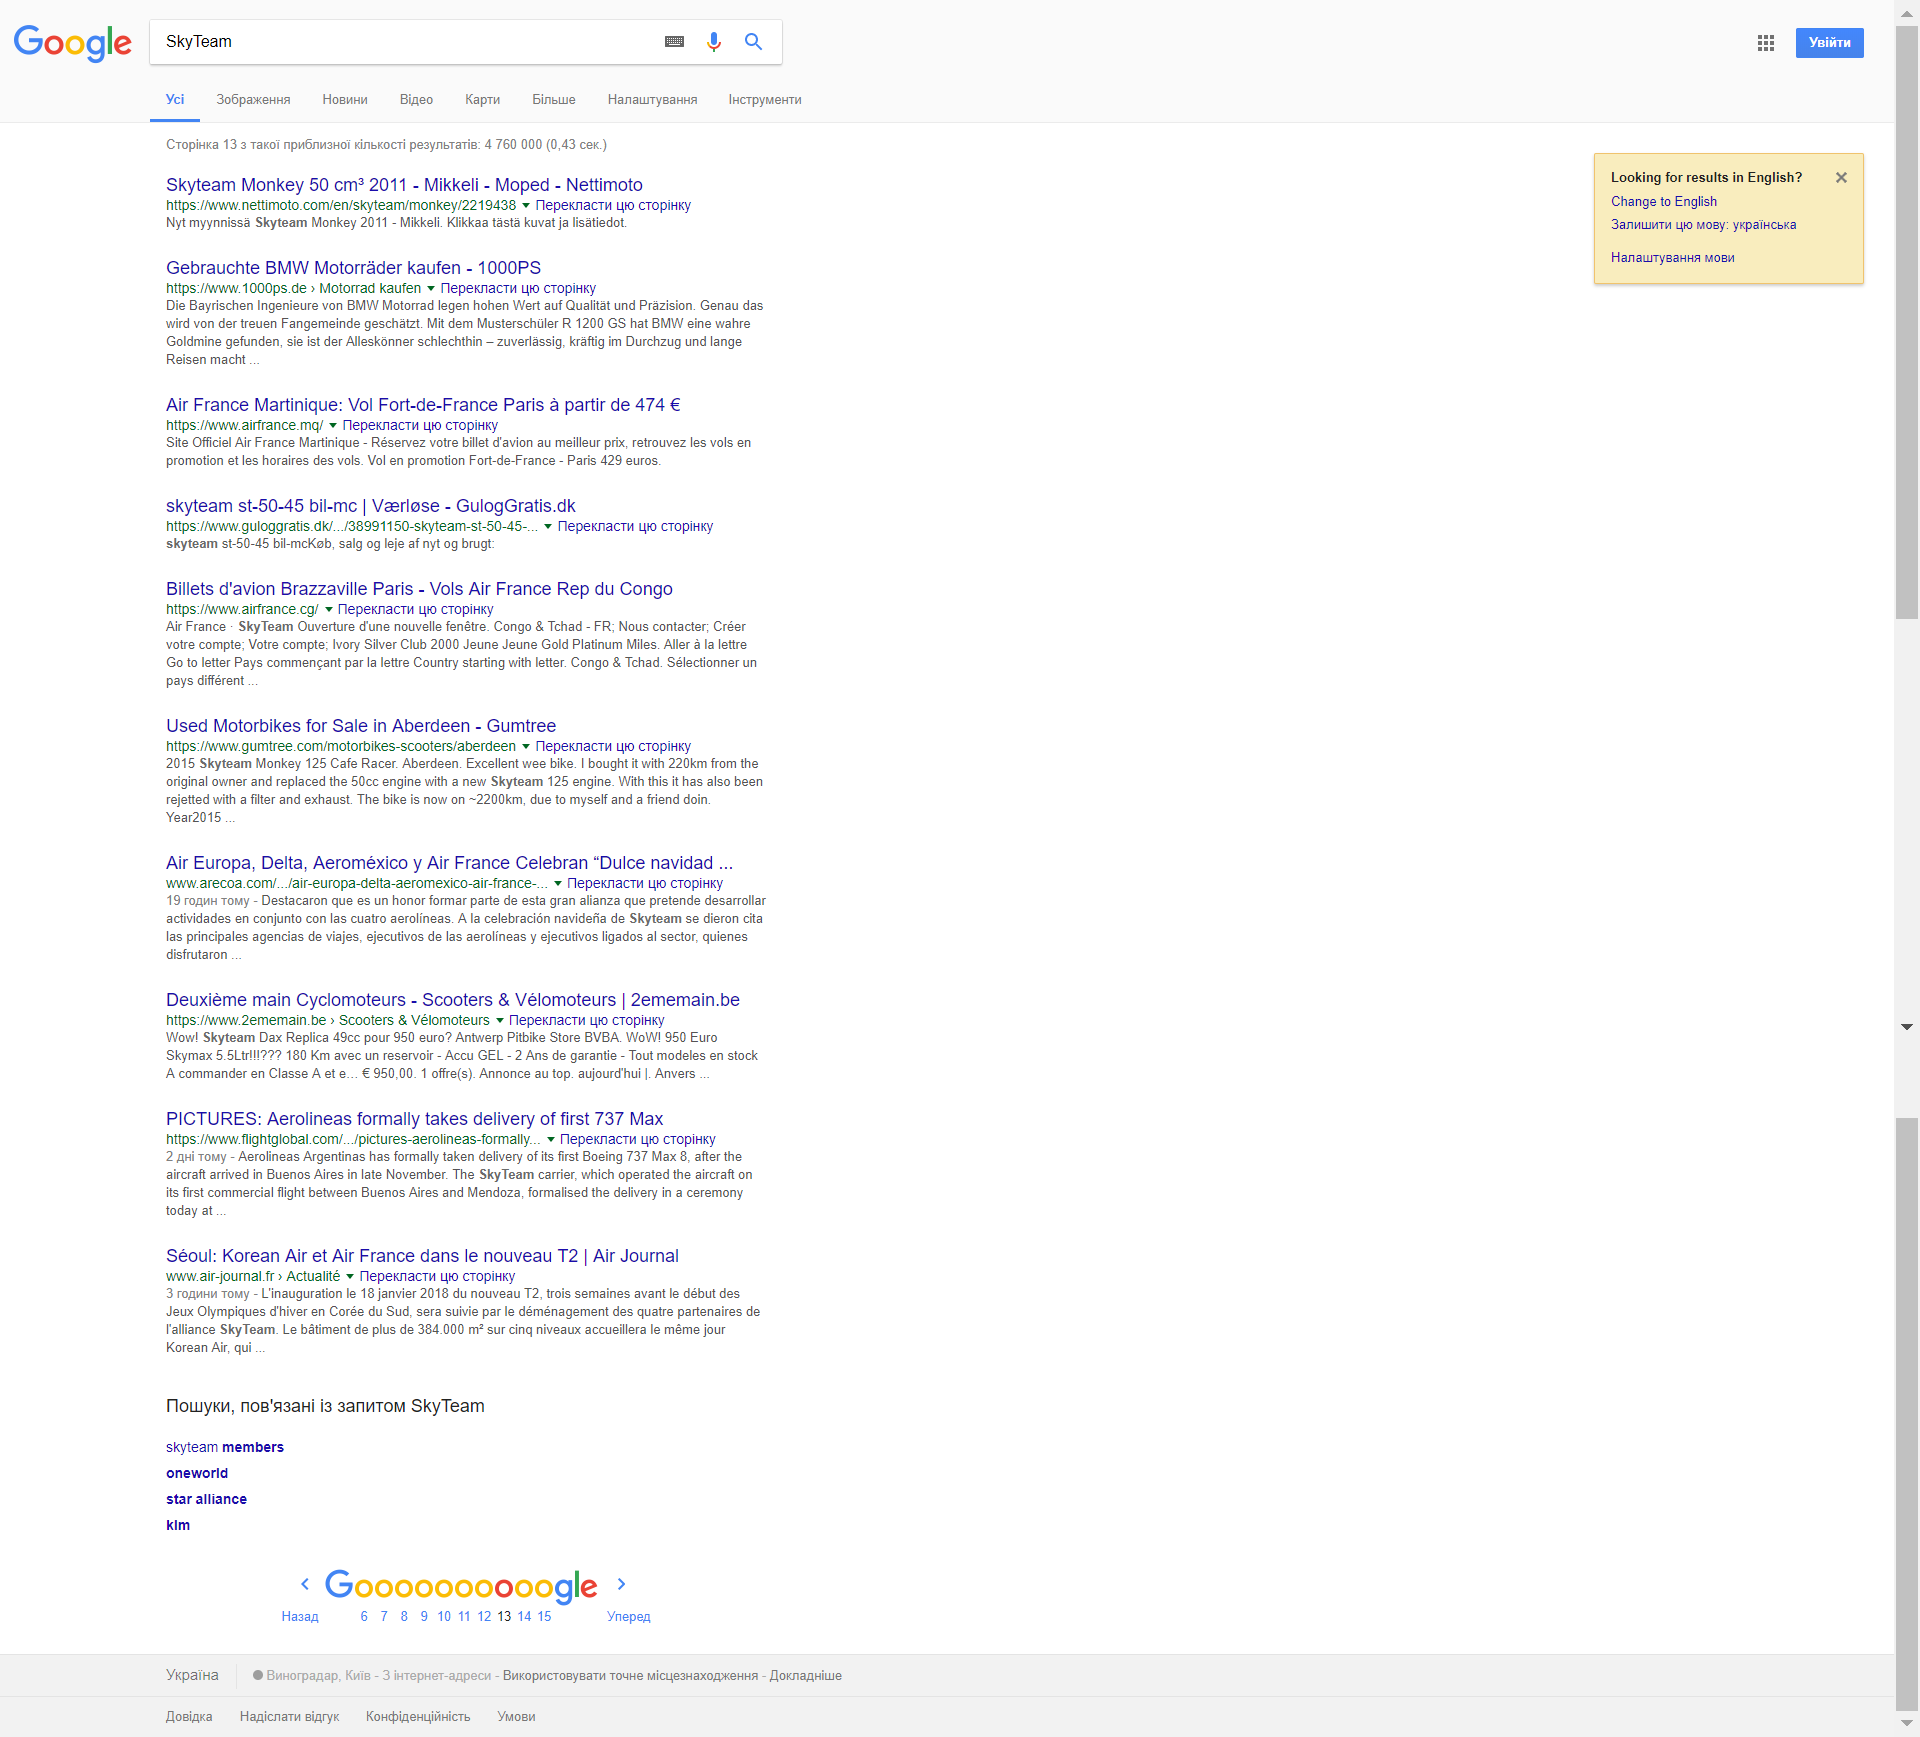 Google
SkyTeam
Увійти
Усі Зображення Новини Відео Карти Більше Налаштування Інструменти
Сторінка 13 з такої приблизної кількості результатів: 4 760 000 (0,43 сек.)
Looking for results in English?
Change to English
Залишити цю мову: українська
Налаштування мови
Skyteam Monkey 50 cm³ 2011 - Mikkeli - Moped - Nettimoto
https://www.nettimoto.com/en/skyteam/monkey/2219438 Перекласти цю сторінку
Nyt myynnissä Skyteam Monkey 2011 - Mikkeli. Klikkaa tästä kuvat ja lisätiedot.
Gebrauchte BMW Motorräder kaufen - 1000PS
https://www.1000ps.de › Motorrad kaufen Перекласти цю сторінку
Die Bayrischen Ingenieure von BMW Motorrad legen hohen Wert auf Qualität und Präzision. Genau das
wird von der treuen Fangemeinde geschätzt. Mit dem Musterschüler R 1200 GS hat BMW eine wahre
Goldmine gefunden, sie ist der Alleskönner schlechthin – zuverlässig, kräftig im Durchzug und lange
Reisen macht ...
Air France Martinique: Vol Fort-de-France Paris à partir de 474 €
https://www.airfrance.mq/ Перекласти цю сторінку
Site Officiel Air France Martinique - Réservez votre billet d'avion au meilleur prix, retrouvez les vols en
promotion et les horaires des vols. Vol en promotion Fort-de-France - Paris 429 euros.
skyteam st-50-45 bil-mc | Værløse - GulogGratis.dk
https://www.guloggratis.dk/.../38991150-skyteam-st-50-45-... Перекласти цю сторінку
skyteam st-50-45 bil-mcKøb, salg og leje af nyt og brugt:
Billets d'avion Brazzaville Paris - Vols Air France Rep du Congo
https://www.airfrance.cg/ Перекласти цю сторінку
Air France · SkyTeam Ouverture d'une nouvelle fenêtre. Congo & Tchad - FR; Nous contacter; Créer
votre compte; Votre compte; Ivory Silver Club 2000 Jeune Jeune Gold Platinum Miles. Aller à la lettre
Go to letter Pays commençant par la lettre Country starting with letter. Congo & Tchad. Sélectionner un
pays différent ...
Used Motorbikes for Sale in Aberdeen - Gumtree
https://www.gumtree.com/motorbikes-scooters/aberdeen Перекласти цю сторінку
2015 Skyteam Monkey 125 Cafe Racer. Aberdeen. Excellent wee bike. I bought it with 220km from the
original owner and replaced the 50cc engine with a new Skyteam 125 engine. With this it has also been
rejetted with a filter and exhaust. The bike is now on ~2200km, due to myself and a friend doin.
Year2015 ...
Air Europa, Delta, Aeroméxico y Air France Celebran “Dulce navidad ...
www.arecoa.com/.../air-europa-delta-aeromexico-air-france-... Перекласти цю сторінку
19 годин тому - Destacaron que es un honor formar parte de esta gran alianza que pretende desarrollar
actividades en conjunto con las cuatro aerolíneas. A la celebración navideña de Skyteam se dieron cita
las principales agencias de viajes, ejecutivos de las aerolíneas y ejecutivos ligados al sector, quienes
disfrutaron ...
Deuxième main Cyclomoteurs - Scooters & Vélomoteurs | 2ememain.be
https://www.2ememain.be › Scooters & Vélomoteurs Перекласти цю сторінку
Wow! Skyteam Dax Replica 49cc pour 950 euro? Antwerp Pitbike Store BVBA. WoW! 950 Euro
Skymax 5.5Ltr!!!??? 180 Km avec un reservoir - Accu GEL - 2 Ans de garantie - Tout modeles en stock
A commander en Classe A et e... € 950,00. 1 offre(s). Annonce au top. aujourd'hui |. Anvers ...
PICTURES: Aerolineas formally takes delivery of first 737 Max
https://www.flightglobal.com/.../pictures-aerolineas-formally... Перекласти цю сторінку
2 дні тому - Aerolineas Argentinas has formally taken delivery of its first Boeing 737 Max 8, after the
aircraft arrived in Buenos Aires in late November. The SkyTeam carrier, which operated the aircraft on
its first commercial flight between Buenos Aires and Mendoza, formalised the delivery in a ceremony
today at ...
Séoul: Korean Air et Air France dans le nouveau T2 | Air Journal
www.air-journal.fr › Actualité Перекласти цю сторінку
3 години тому - L'inauguration le 18 janvier 2018 du nouveau T2, trois semaines avant le début des
Jeux Olympiques d'hiver en Corée du Sud, sera suivie par le déménagement des quatre partenaires de
l'alliance SkyTeam. Le bâtiment de plus de 384.000 m² sur cinq niveaux accueillera le même jour
Korean Air, qui ...
Пошуки, пов'язані із запитом SkyTeam
skyteam members
oneworld
star alliance
klm
Goooooooooogle
Назад 6 7 8 9 10 11 12 13 14 15 Уперед
Україна Виноградар, Київ - З інтернет-адреси - Використовувати точне місцезнаходження - Докладніше
Довідка Надіслати відгук Конфіденційність Умови